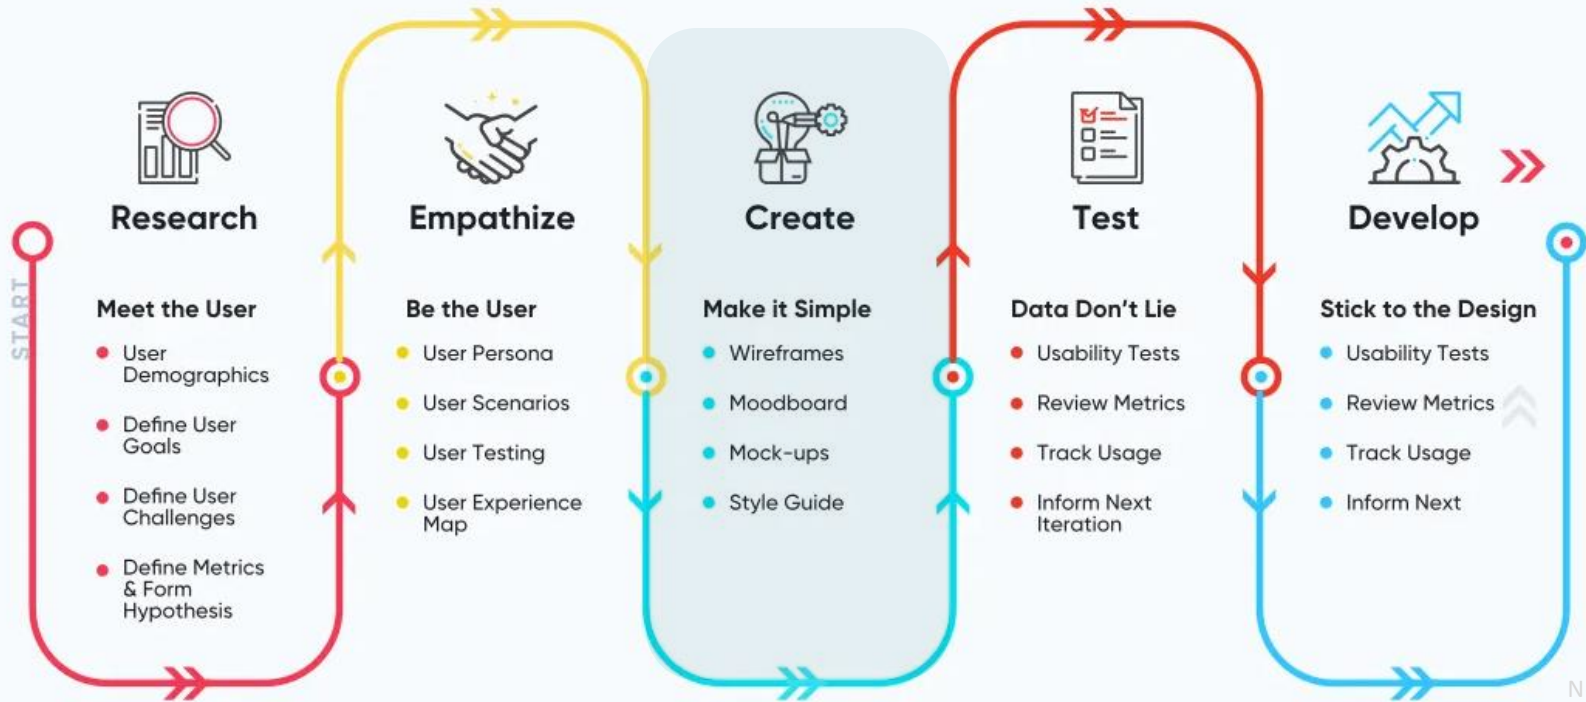 START
Research
Meet the User
User
Demographics
Define User
Goals
Define User
Challenges
Define Metrics
& Form
Hypothesis
Empathize
Be the User
User Persona
User Scenarios
User Testing
User Experience
Map
Create
Make it Simple
Wireframes
Moodboard
Mock-ups
Style Guide
Test
Data Don't Lie
Usability Tests
Review Metrics
Track Usage
Inform Next
Iteration
Develop
Stick to the Design
Usability Tests
Review Metrics
Track Usage
Inform Next
N